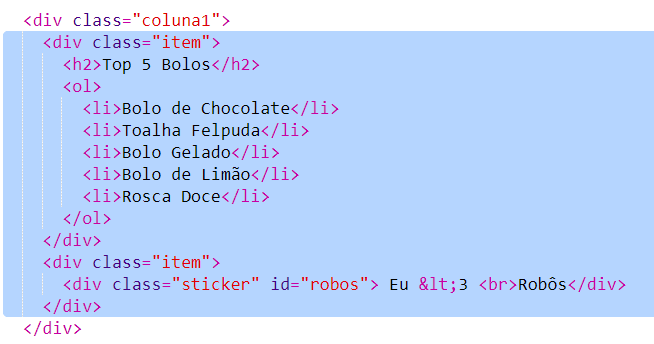 <div class="coluna1">
<div class="item">
<h2>Top 5 Bolos</h2>
<ol>
<li>Bolo de Chocolate</li>
<li>Toalha Felpuda</li>
<li>Bolo Gelado</li>
<li>Bolo de Limão</li>
<li>Rosca Doce</li>
</ol>
</div>
<div class="item">
<div class="sticker" id="robos"> Eu &lt;3 <br>Robôs</div>
</div>
</div>